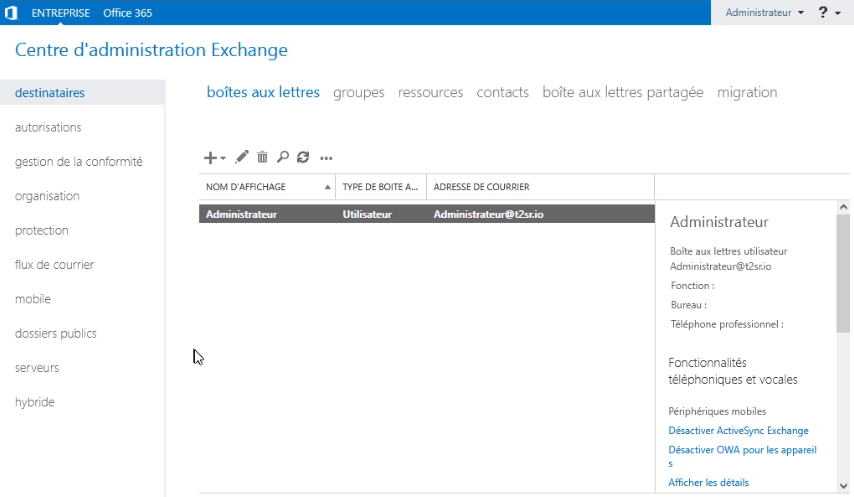 ENTREPRISE Office 365 Administrateur ?
Centre d'administration Exchange
destinataires
autorisations
gestion de la conformité
organisation
protection
flux de courrier
mobile
dossiers publics
serveurs
hybride
boîtes aux lettres groupes ressources contacts boîte aux lettres partagée migration
NOM D'AFFICHAGE TYPE DE BOITE A... ADRESSE DE COURRIER
Administrateur Utilisateur Administrateur@t2sr.io
Administrateur
Boîte aux lettres utilisateur
Administrateur@t2sr.io
Fonction :
Bureau :
Téléphone professionnel :
Fonctionnalités
téléphoniques et vocales
Périphériques mobiles
Désactiver ActiveSync Exchange
Désactiver OWA pour les appareil
s
Afficher les détails